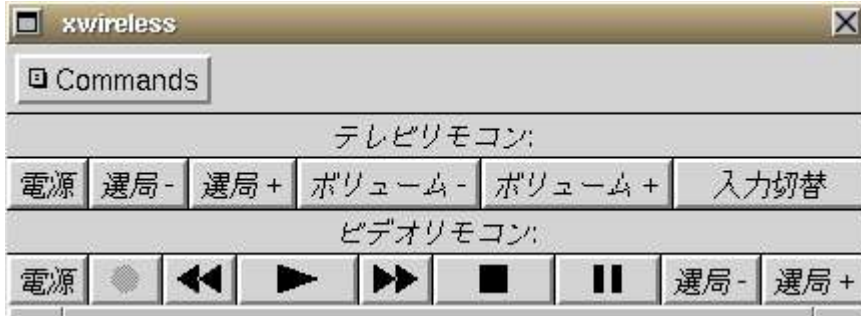 xwireless
Commands
テレビリモコン:
電源 選局 - 選局 + ボリューム - ボリューム + 入力切替
ビデオリモコン:
電源 選局 - 選局 +